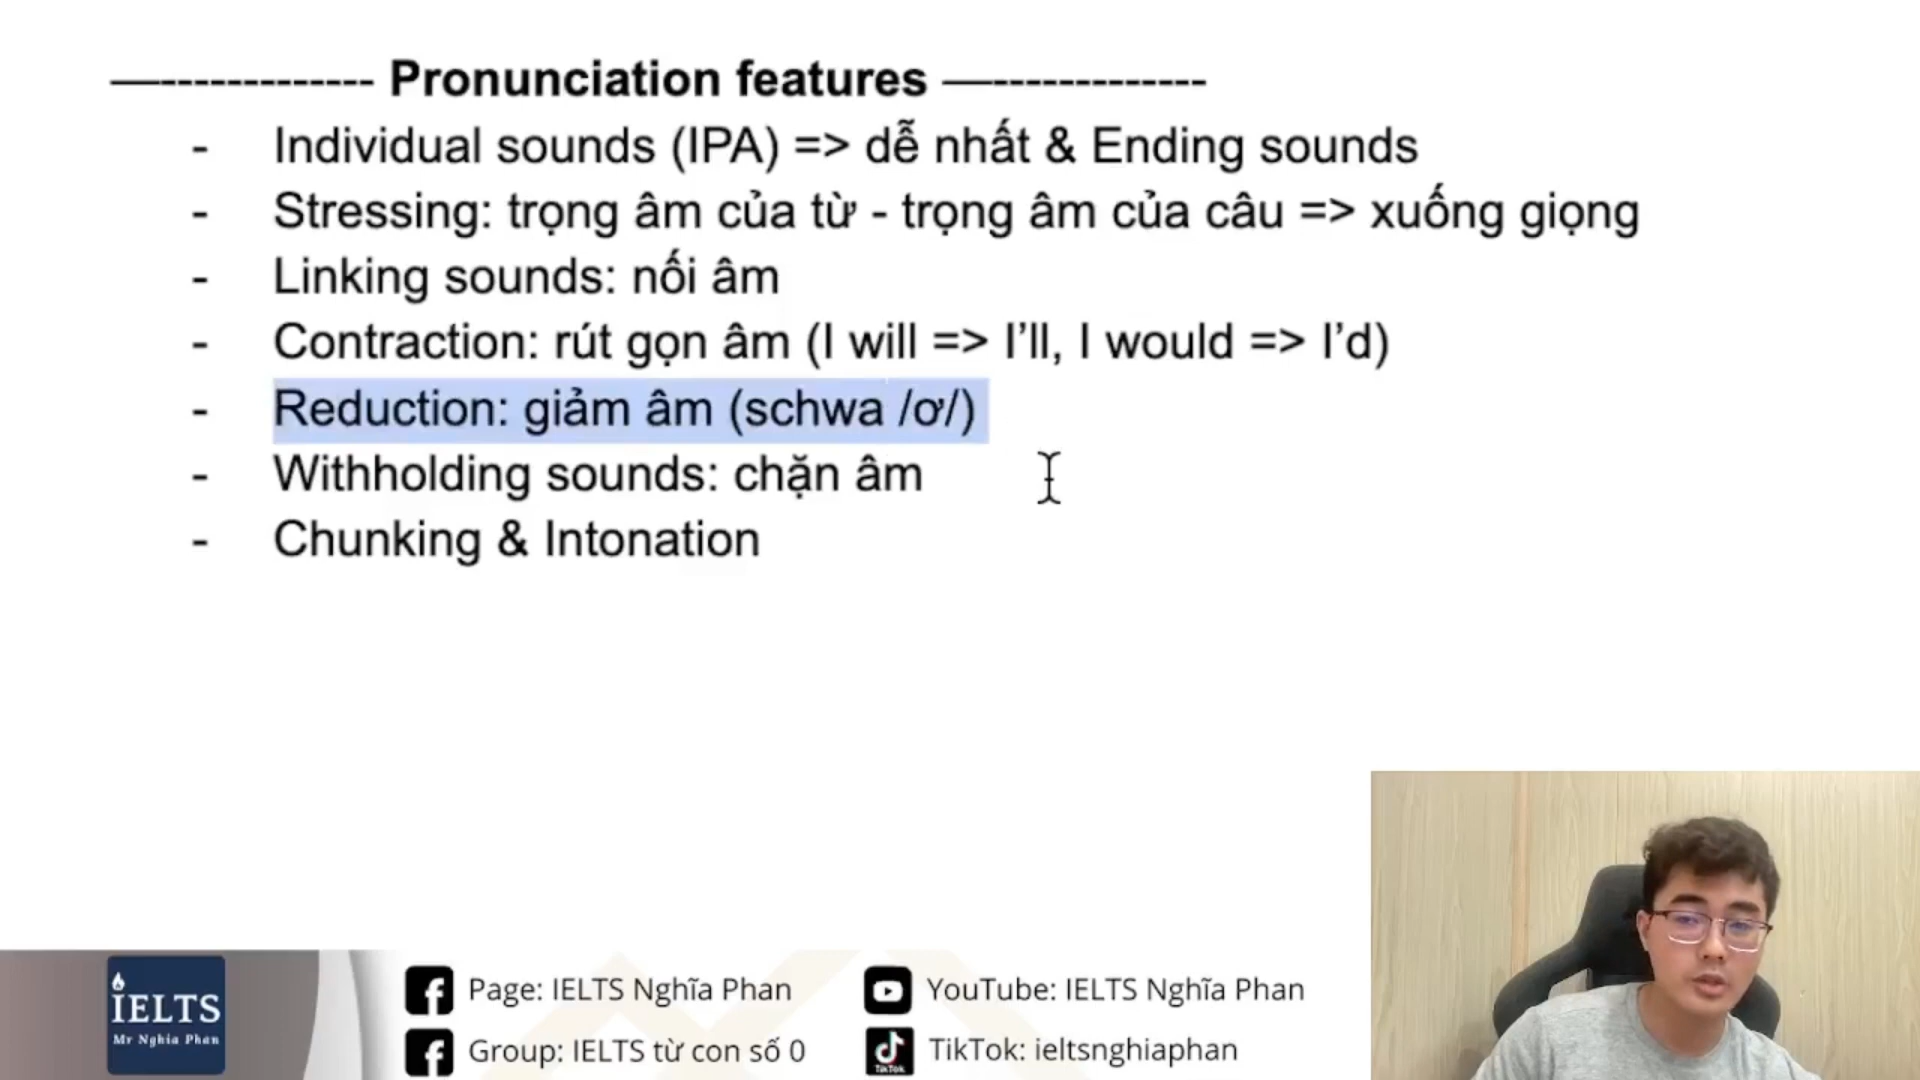 —------------- Pronunciation features —-------------
- Individual sounds (IPA) => dễ nhất & Ending sounds
- Stressing: trọng âm của từ - trọng âm của câu => xuống giọng
- Linking sounds: nối âm
- Contraction: rút gọn âm (I will => I’ll, I would => I’d)
- Reduction: giảm âm (schwa /ơ/)
- Withholding sounds: chặn âm
- Chunking & Intonation
IELTS
Mr Nghia Phan
Page: IELTS Nghĩa Phan
Group: IELTS từ con số 0
YouTube: IELTS Nghĩa Phan
TikTok
TikTok: ieltsnghiaphan